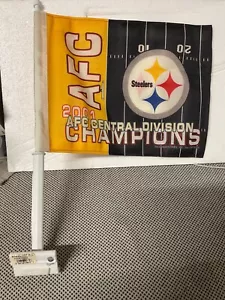 AFC
10 20
Steelers
2001
AFC CENTRAL DIVISION
CHAMPIONS